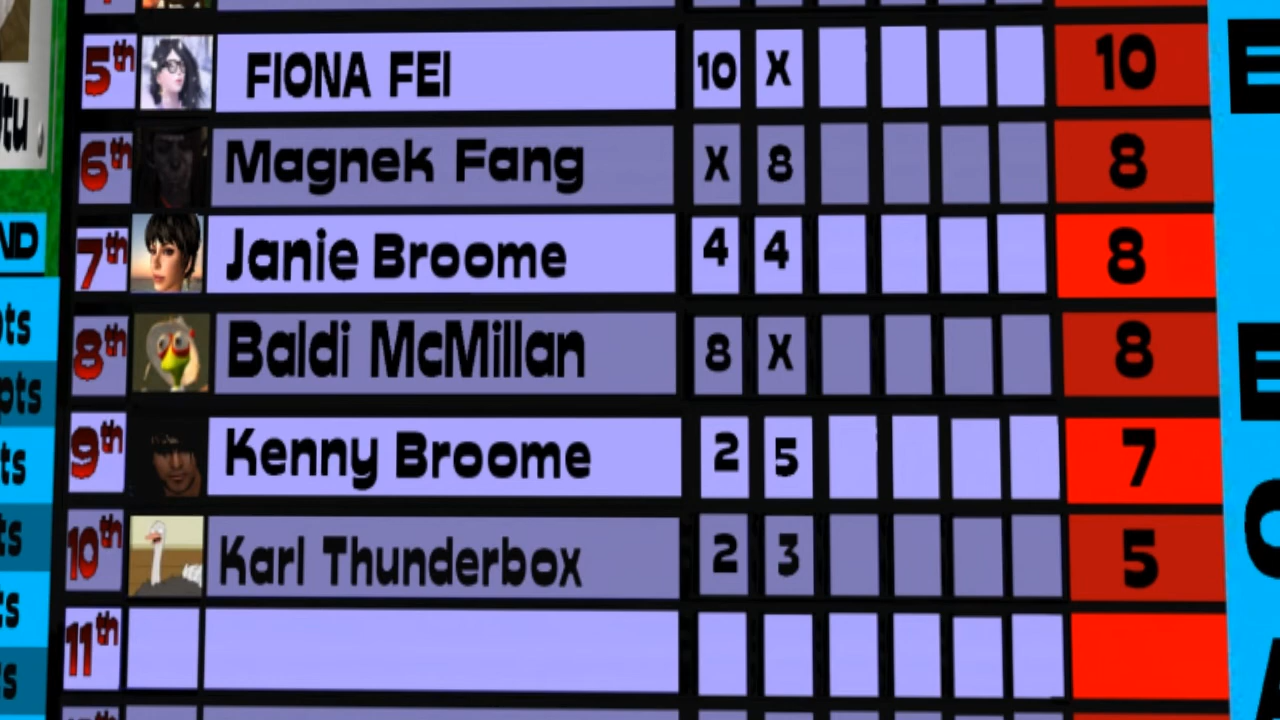 5th FIONA FEI 10 X 10
6th Magnek Fang X 8 8
7th Janie Broome 4 4 8
8th Baldi McMillan 8 X 8
9th Kenny Broome 2 5 7
10th Karl Thunderbox 2 3 5
11th
pts